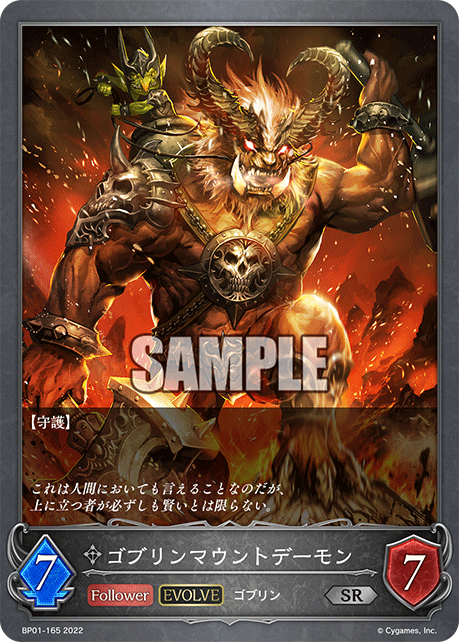 SAMPLE
【守護】
これは人間においても言えることなのだが、
上に立つ者が必ずしも賢いとは限らない。
7
ゴブリンマウントデーモン
7
Follower EVOLVE ゴブリン SR
BP01-165 2022 © Cygames, Inc.